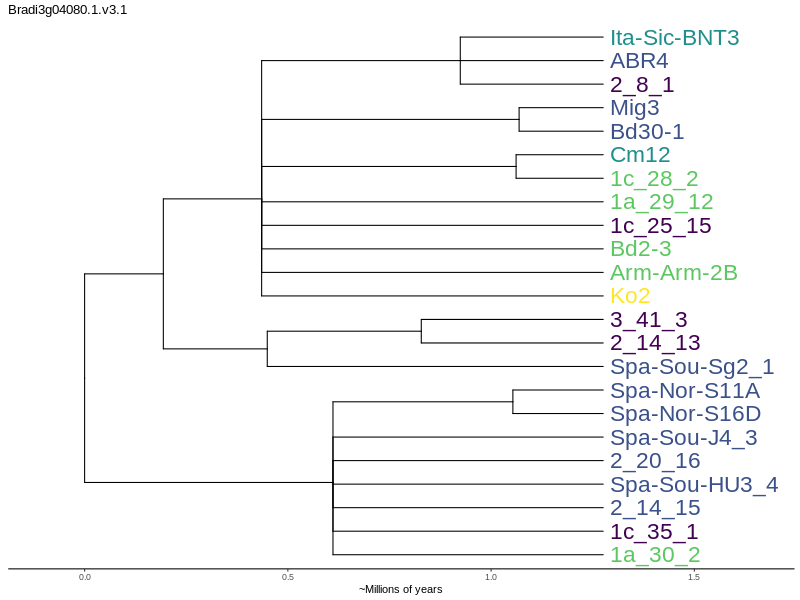 Bradi3g04080.1.v3.1
Ita-Sic-BNT3
ABR4
2_8_1
Mig3
Bd30-1
Cm12
1c_28_2
1a_29_12
1c_25_15
Bd2-3
Arm-Arm-2B
Ko2
3_41_3
2_14_13
Spa-Sou-Sg2_1
Spa-Nor-S11A
Spa-Nor-S16D
Spa-Sou-J4_3
2_20_16
Spa-Sou-HU3_4
2_14_15
1c_35_1
1a_30_2
0.0 0.5 1.0 1.5
~Millions of years